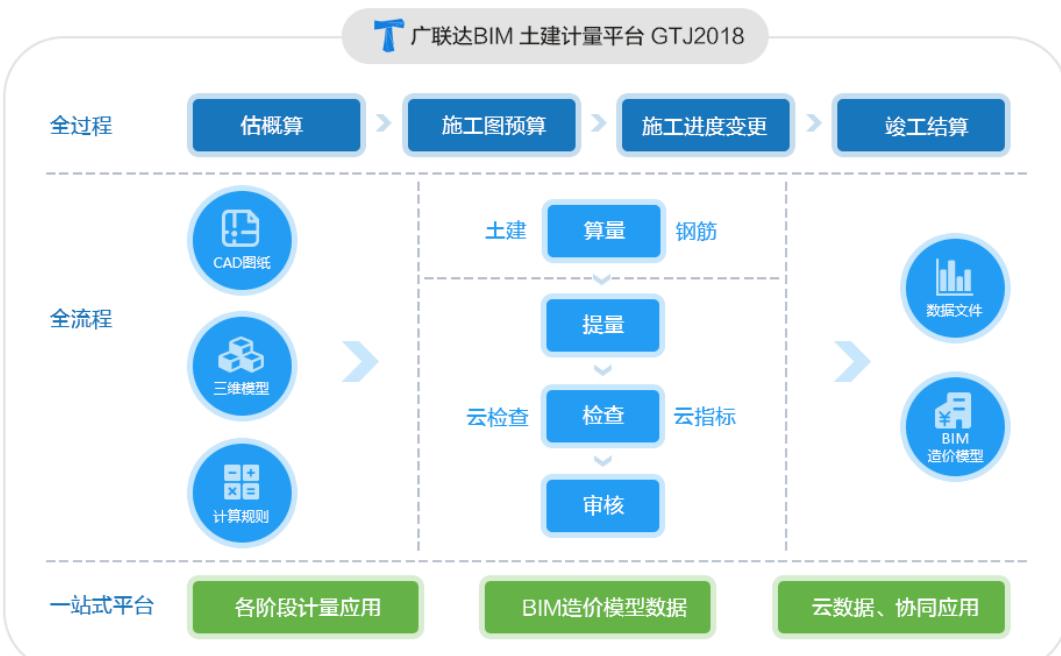 广联达BIM 土建计量平台 GTJ2018
全过程
估概算
施工图预算
施工进度变更
竣工结算
全流程
CAD图纸
三维模型
计算规则
土建
算量
钢筋
提量
云检查
检查
云指标
审核
数据文件
BIM
造价模型
一站式平台
各阶段计量应用
BIM造价模型数据
云数据、协同应用